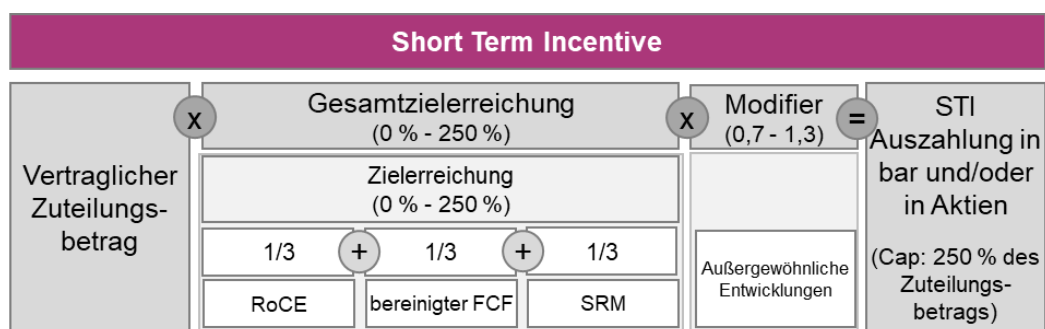 Short Term Incentive
Vertraglicher
Zuteilungs-
betrag
x
Gesamtzielerreichung
(0 % - 250 %)
Zielerreichung
(0 % - 250 %)
1/3 + 1/3 + 1/3
RoCE bereinigter FCF SRM
x
Modifier
(0,7 - 1,3)
Außergewöhnliche
Entwicklungen
=
STI
Auszahlung in
bar und/oder
in Aktien
(Cap: 250 % des
Zuteilungs-
betrags)